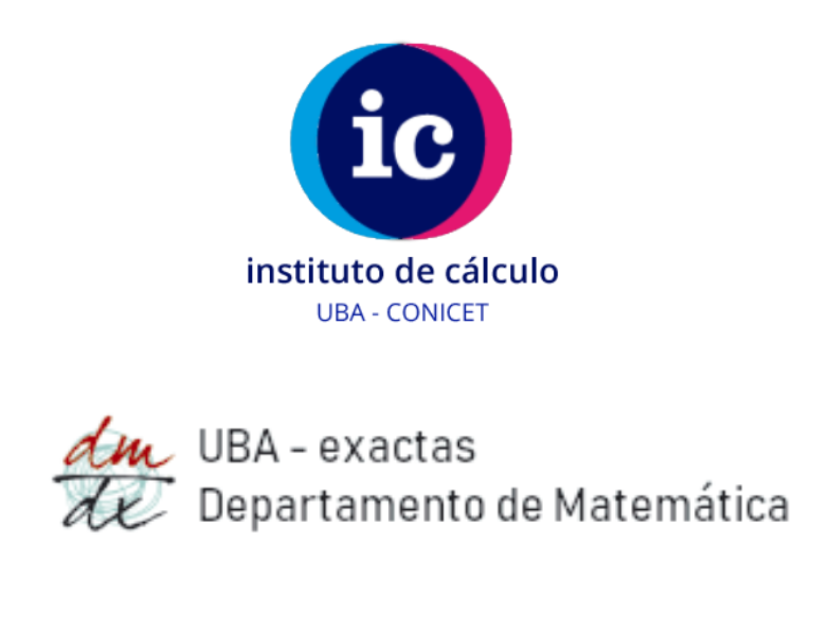 ic
instituto de cálculo
UBA - CONICET
dm
dx
UBA - exactas
Departamento de Matemática